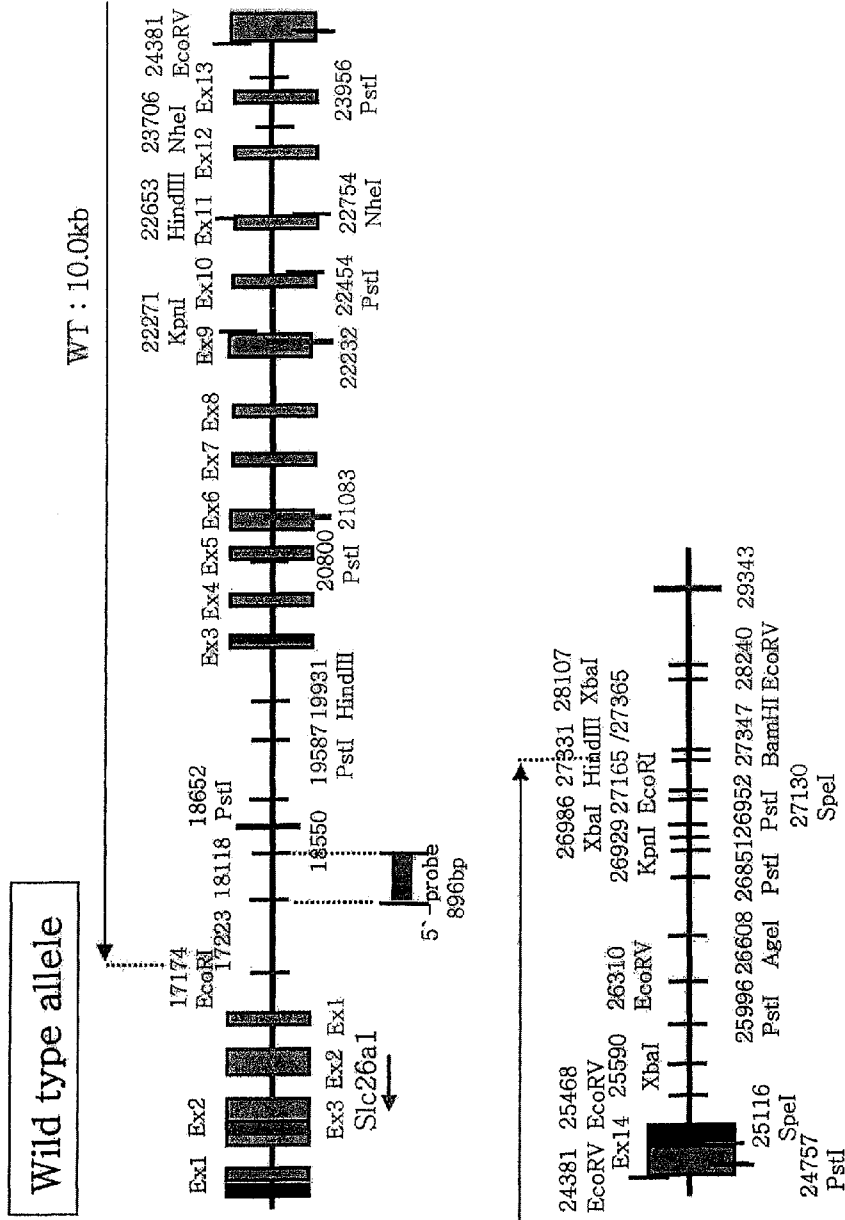 Wild type allele
WT : 10.0kb
17174
EcoRI
17223
18118
18652
PstI
18550
5`-probe
896bp
19587
PstI
19931
HindIII
Ex1
Ex2
Ex3 Ex2 Ex1
Slc26a1
Ex3 Ex4 Ex5 Ex6 Ex7 Ex8
20800
PstI
21083
22271
KpnI
Ex9
Ex10
22232
22454
PstI
22653
HindIII
Ex11
22754
NheI
23706
NheI
Ex12
Ex13
23956
PstI
24381
EcoRV
24381
EcoRV
Ex14
24757
PstI
25116
SpeI
25468
EcoRV
25590
XbaI
25996
PstI
26310
EcoRV
26608
AgeI
26851
PstI
26929
KpnI
26952
PstI
26986
XbaI
27130
SpeI
27165 /27365
EcoRI
27331
HindIII
27347
BamHI
28107
XbaI
28240
EcoRV
29343